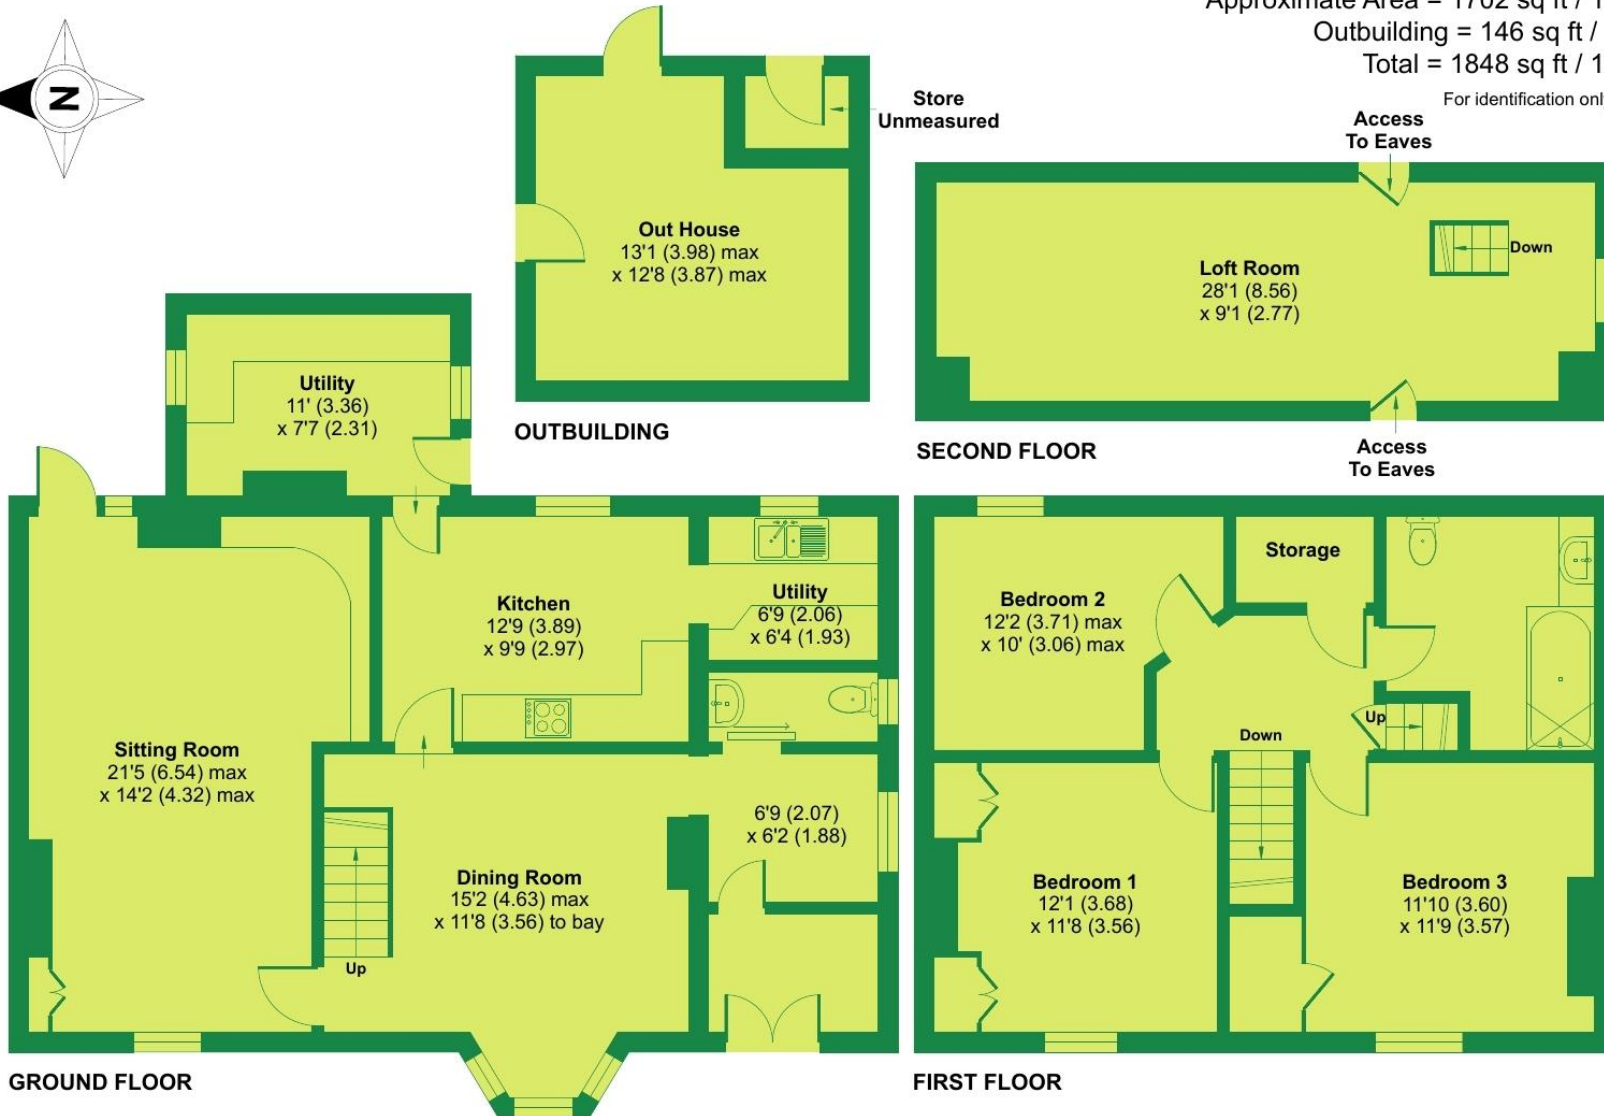 Approximate Area = 1702 sq ft / 1
Outbuilding = 146 sq ft /
Total = 1848 sq ft / 1
For identification only
N
Store
Unmeasured
Access
To Eaves
Out House
13'1 (3.98) max
x 12'8 (3.87) max
Down
Loft Room
28'1 (8.56)
x 9'1 (2.77)
Utility
11' (3.36)
x 7'7 (2.31)
OUTBUILDING
SECOND FLOOR
Access
To Eaves
Kitchen
12'9 (3.89)
x 9'9 (2.97)
Utility
6'9 (2.06)
x 6'4 (1.93)
Storage
Bedroom 2
12'2 (3.71) max
x 10' (3.06) max
Sitting Room
21'5 (6.54) max
x 14'2 (4.32) max
Up
Down
6'9 (2.07)
x 6'2 (1.88)
Dining Room
15'2 (4.63) max
x 11'8 (3.56) to bay
Up
Bedroom 1
12'1 (3.68)
x 11'8 (3.56)
Bedroom 3
11'10 (3.60)
x 11'9 (3.57)
GROUND FLOOR
FIRST FLOOR